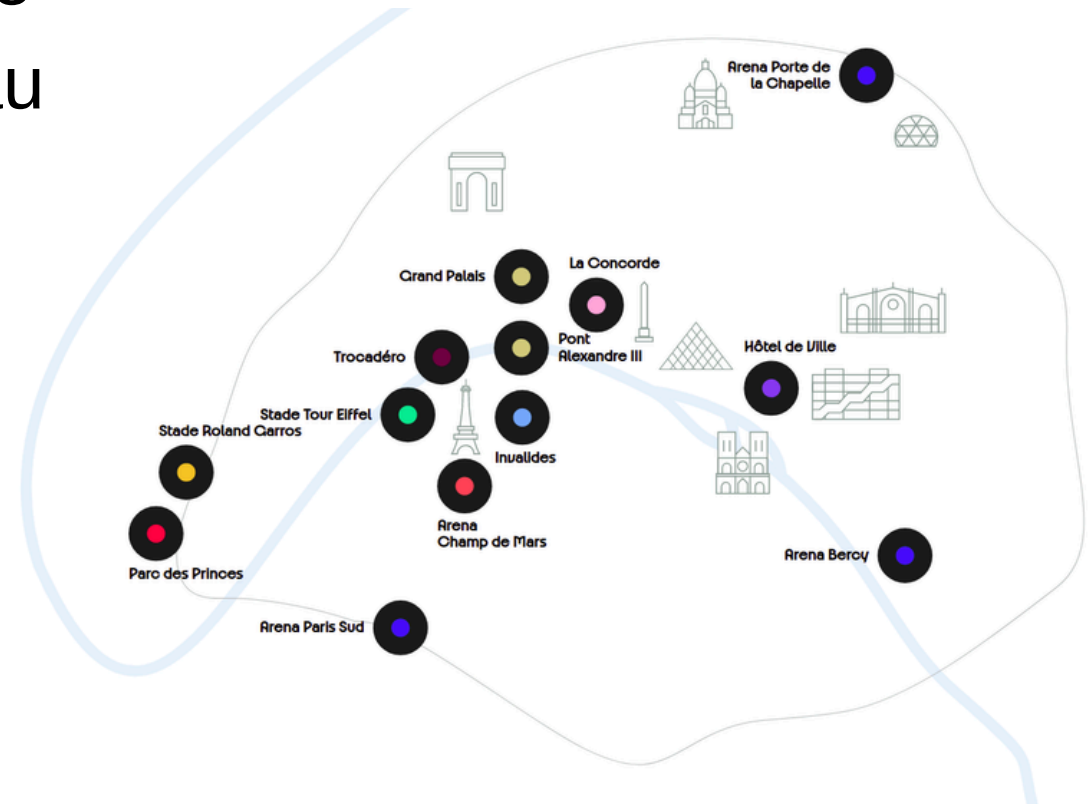 au
Arena Porte de
la Chapelle
La Concorde
Grand Palais
Pont
Alexandre III
Trocadéro
Hôtel de Ville
Stade Tour Eiffel
Stade Roland Garros
Invalides
Arena
Champ de Mars
Arena Bercy
Parc des Princes
Arena Paris Sud